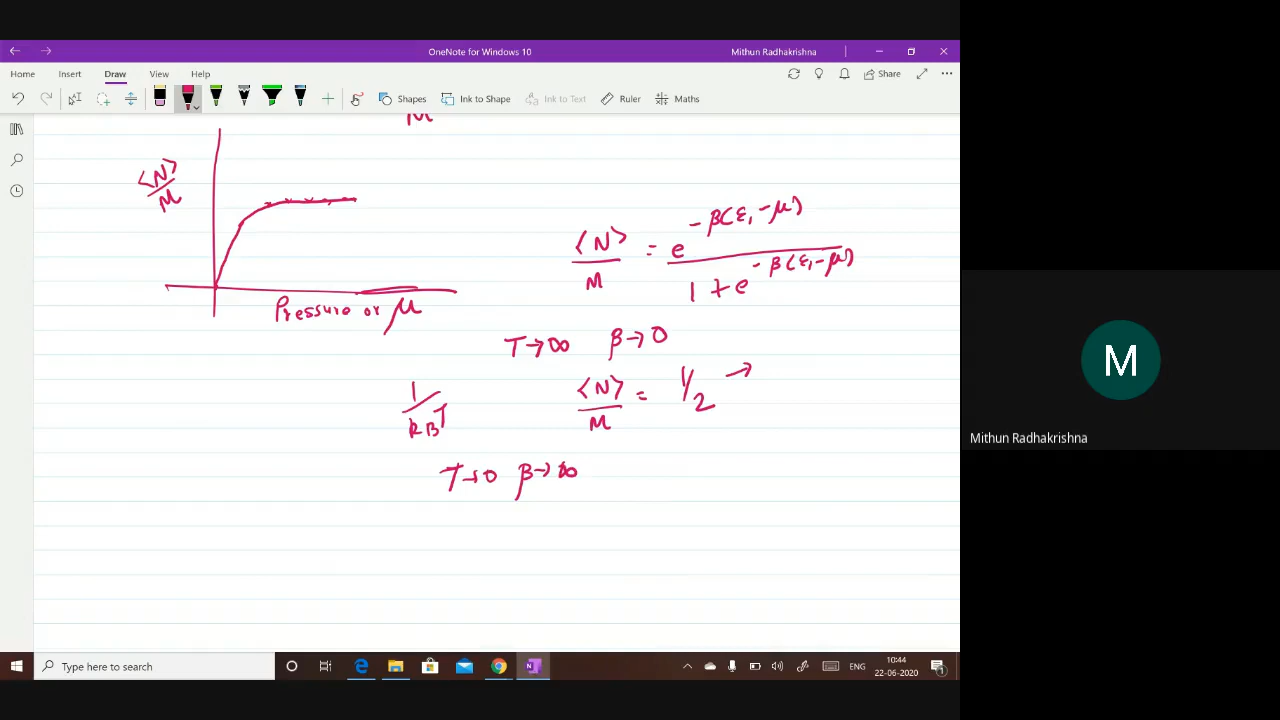 OneNote for Windows 10
Mithun Radhakrishna
Home Insert Draw View Help
Share
Shapes
Ink to Shape
Ink to Text
Ruler
Maths
M
<N>/M
Pressure or μ
<N>/M = e^-β(ε₁-μ) / 1 + e^-β(ε₁-μ)
T→∞ β→0
1/kBT
<N>/M = 1/2 →
T→0 β→∞
M
Mithun Radhakrishna
Type here to search
ENG
10:44
22-06-2020
1